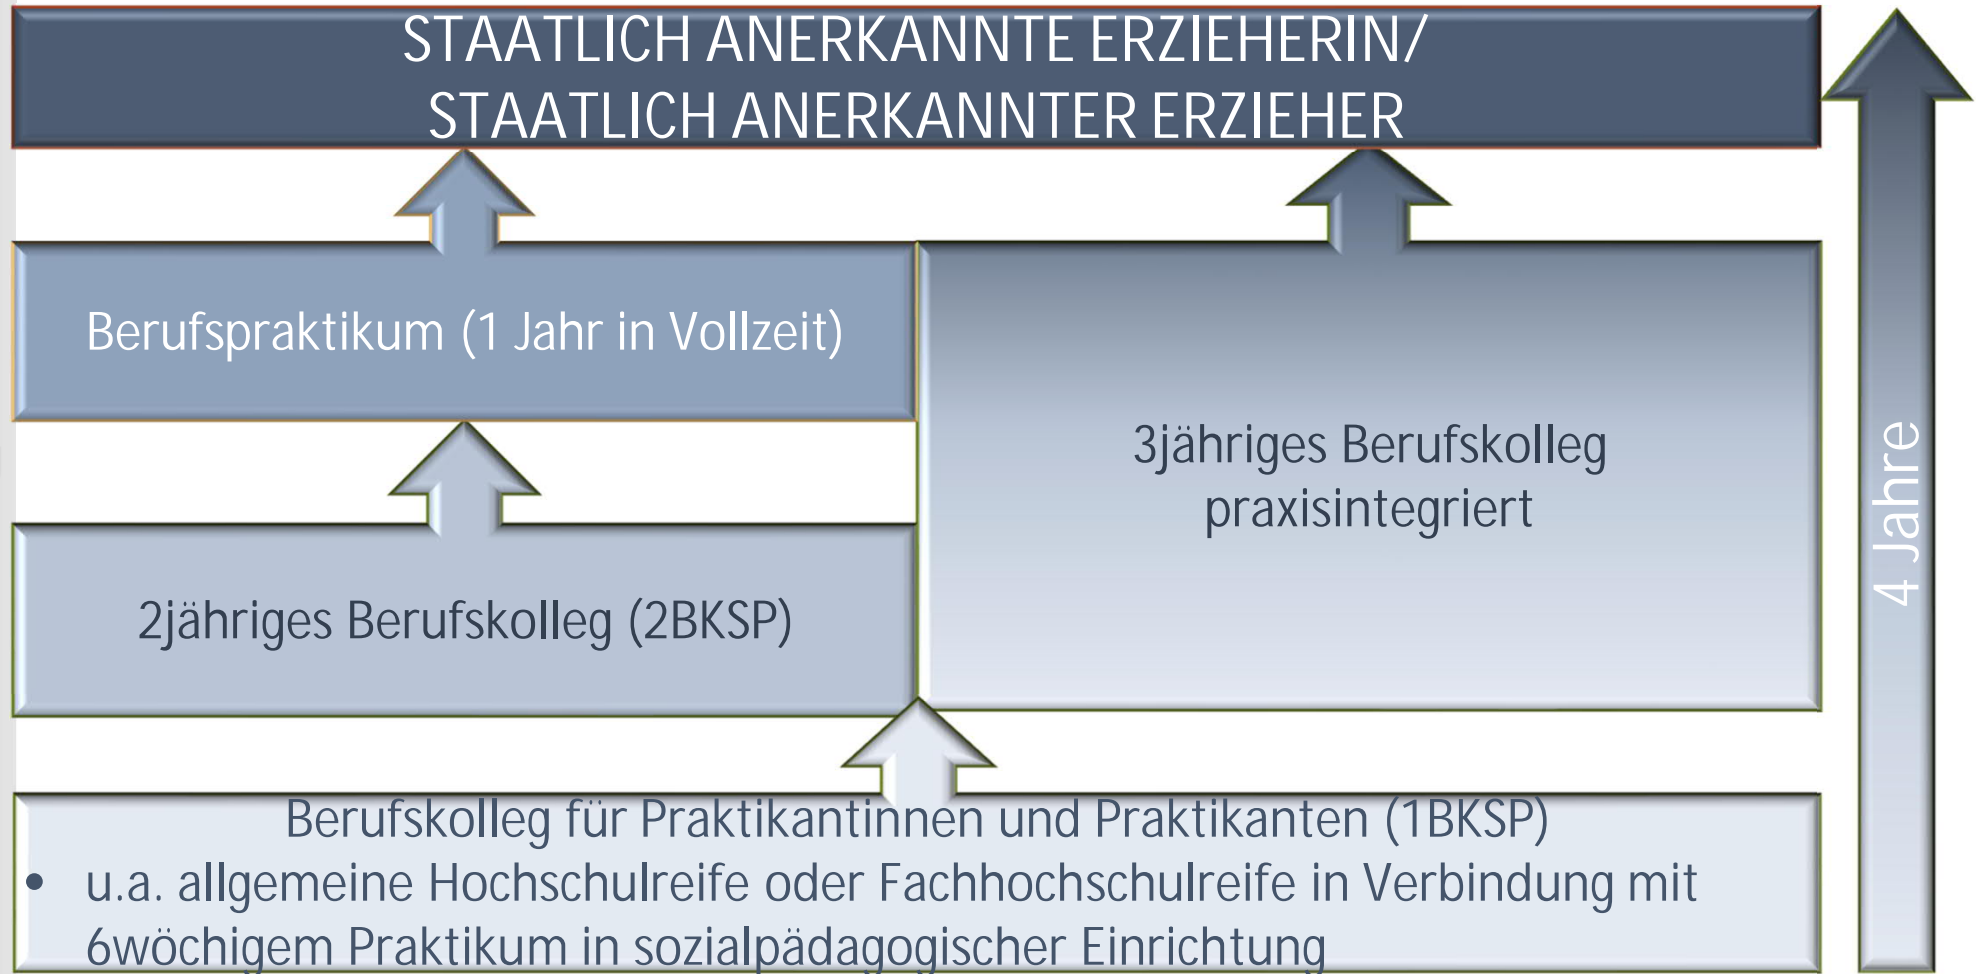 STAATLICH ANERKANNTE ERZIEHERIN/
STAATLICH ANERKANNTER ERZIEHER
Berufspraktikum (1 Jahr in Vollzeit)
3jähriges Berufskolleg
praxisintegriert
4 Jahre
2jähriges Berufskolleg (2BKSP)
Berufskolleg für Praktikantinnen und Praktikanten (1BKSP)
• u.a. allgemeine Hochschulreife oder Fachhochschulreife in Verbindung mit
6wöchigem Praktikum in sozialpädagogischer Einrichtung